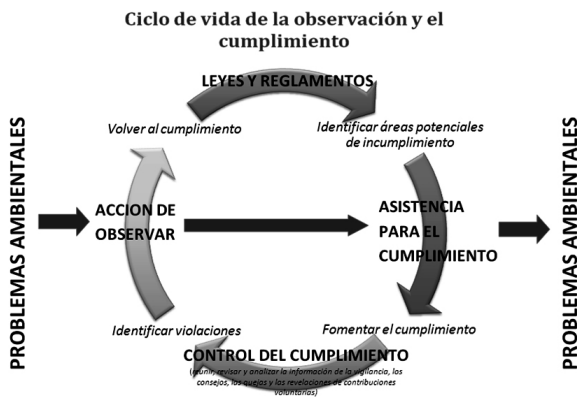 Ciclo de vida de la observación y el
cumplimiento
LEYES Y REGLAMENTOS
Volver al cumplimiento
Identificar áreas potenciales
de incumplimiento
PROBLEMAS AMBIENTALES
ACCION DE
OBSERVAR
ASISTENCIA
PARA EL
CUMPLIMIENTO
PROBLEMAS AMBIENTALES
Identificar violaciones
Fomentar el cumplimiento
CONTROL DEL CUMPLIMIENTO
(reunir, revisar y analizar la información de la vigilancia, los
consejos, las quejas y las revelaciones de contribuciones
voluntarias)